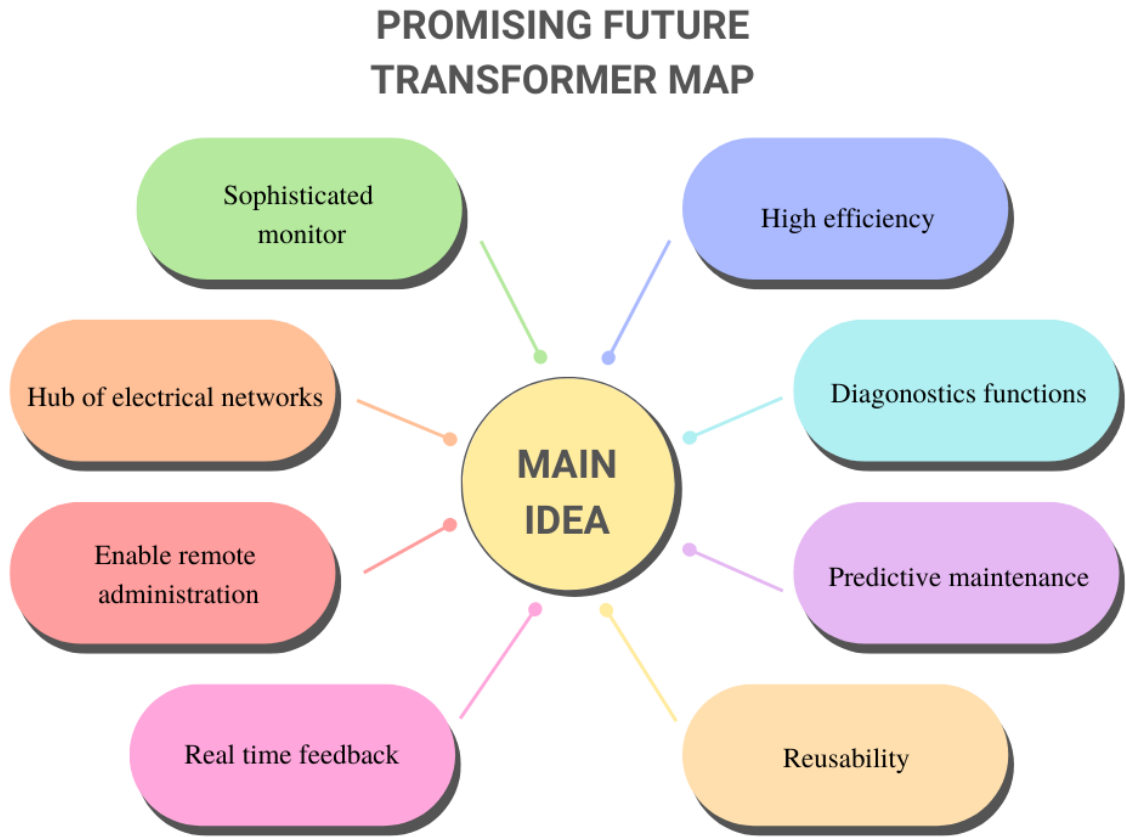 PROMISING FUTURE
TRANSFORMER MAP
Sophisticated
monitor
High efficiency
Hub of electrical networks
Diagonostics functions
MAIN
IDEA
Enable remote
administration
Predictive maintenance
Real time feedback
Reusability